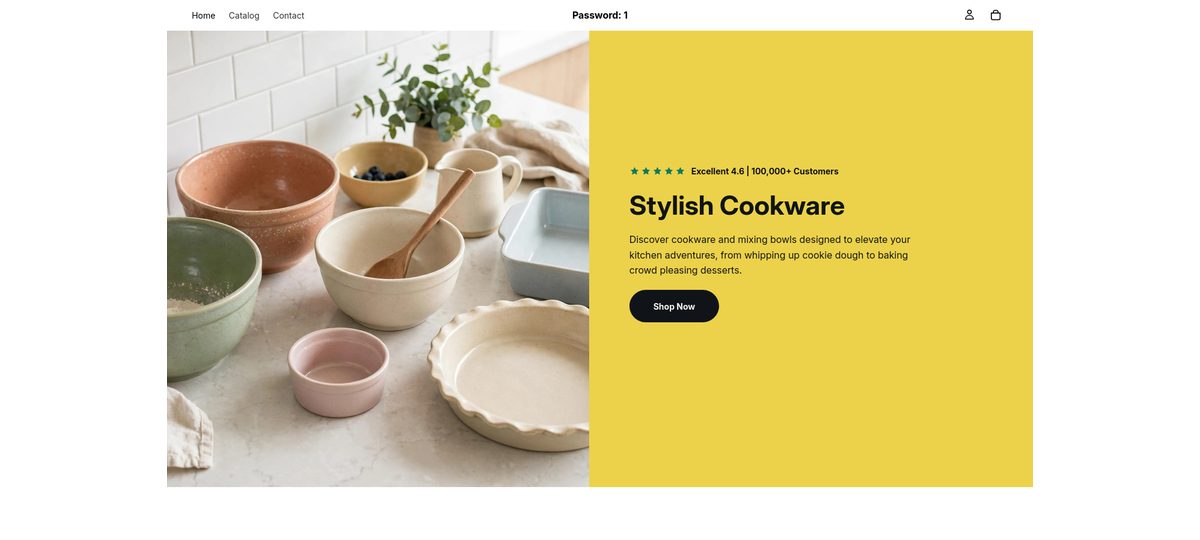 Home Catalog Contact
Password: 1
Excellent 4.6 | 100,000+ Customers
Stylish Cookware
Discover cookware and mixing bowls designed to elevate your
kitchen adventures, from whipping up cookie dough to baking
crowd pleasing desserts.
Shop Now